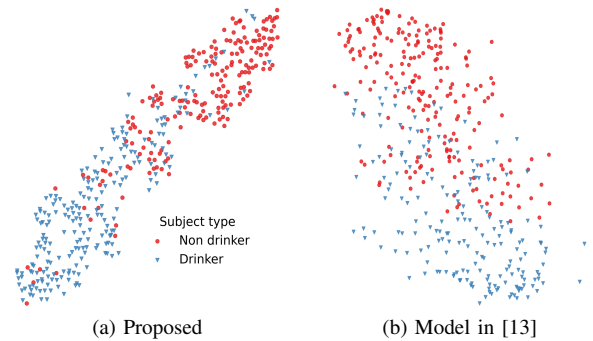 Subject type
Non drinker
Drinker
(a) Proposed
(b) Model in [13]